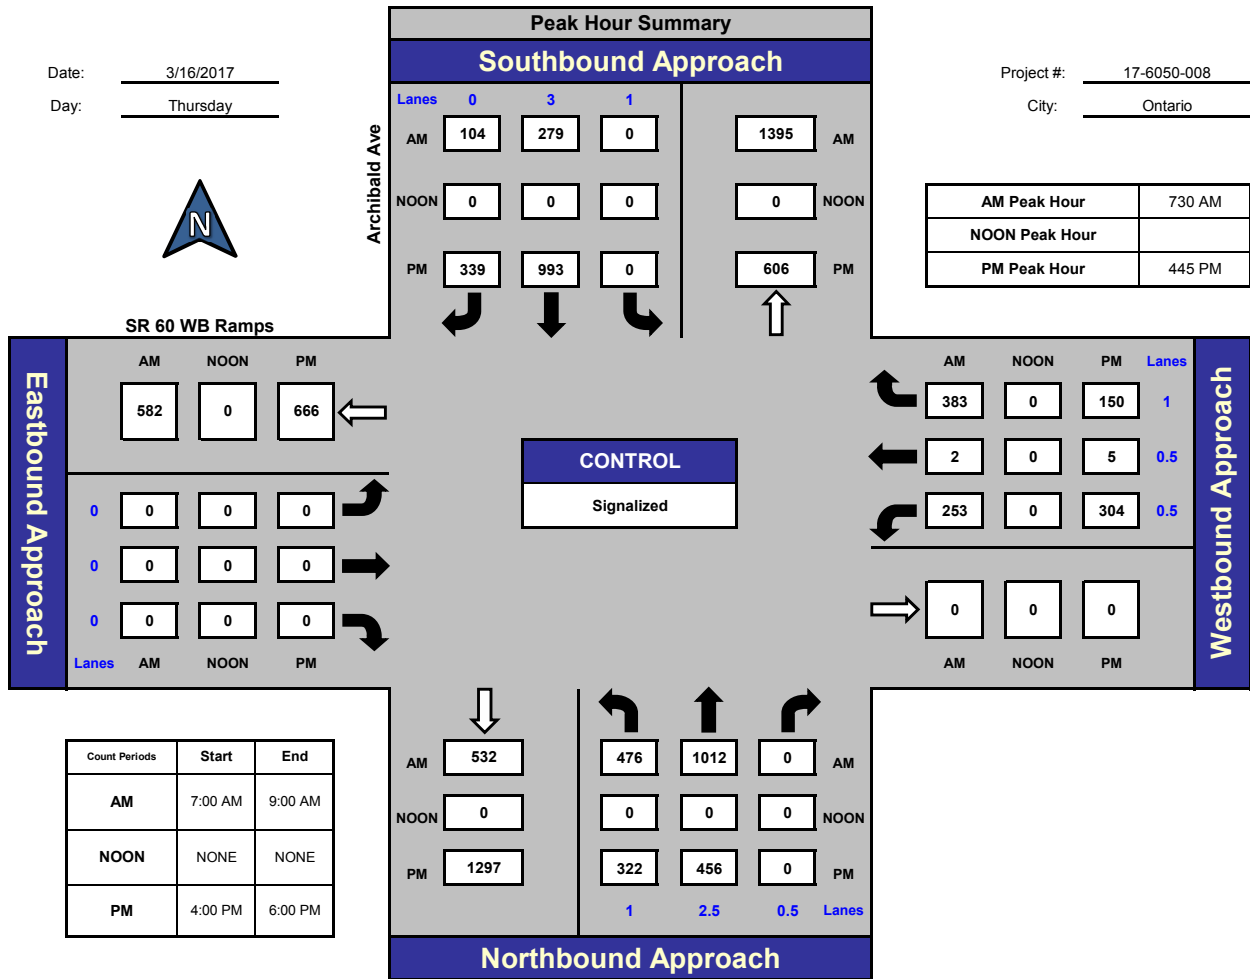 Peak Hour Summary
Southbound Approach
Date: 3/16/2017
Day: Thursday
Project #: 17-6050-008
City: Ontario
N
Archibald Ave
Lanes 0 3 1
AM 104 279 0 1395 AM
NOON 0 0 0 0 NOON
PM 339 993 0 606 PM
AM Peak Hour 730 AM
NOON Peak Hour
PM Peak Hour 445 PM
SR 60 WB Ramps
Eastbound Approach
AM NOON PM
582 0 666
0 0 0 0
0 0 0 0
0 0 0 0
Lanes AM NOON PM
CONTROL
Signalized
AM NOON PM Lanes
383 0 150 1
2 0 5 0.5
253 0 304 0.5
0 0 0
AM NOON PM
Westbound Approach
Count Periods Start End
AM 7:00 AM 9:00 AM
NOON NONE NONE
PM 4:00 PM 6:00 PM
AM 532 476 1012 0 AM
NOON 0 0 0 0 NOON
PM 1297 322 456 0 PM
1 2.5 0.5 Lanes
Northbound Approach